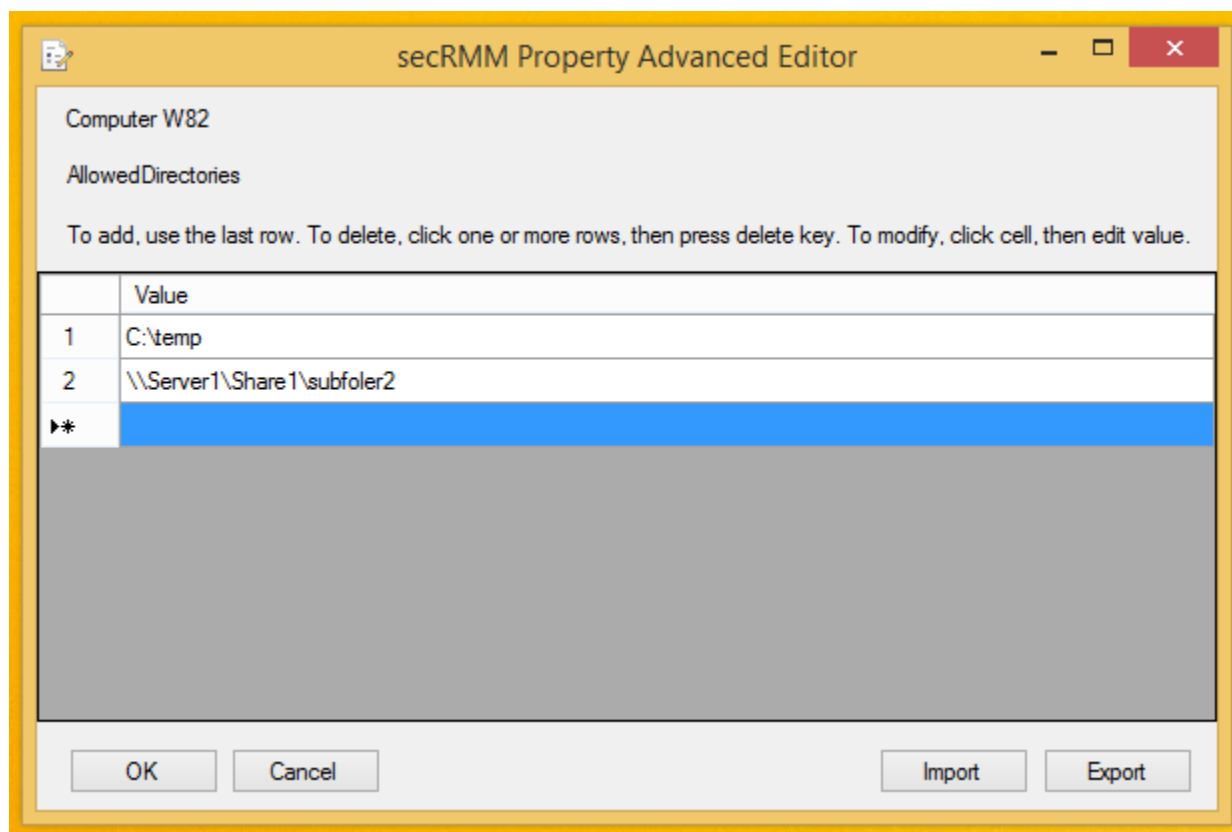 secRMM Property Advanced Editor
Computer W82
AllowedDirectories
To add, use the last row. To delete, click one or more rows, then press delete key. To modify, click cell, then edit value.
Value
1 C:\temp
2 \\Server1\Share1\subfoler2
OK Cancel Import Export